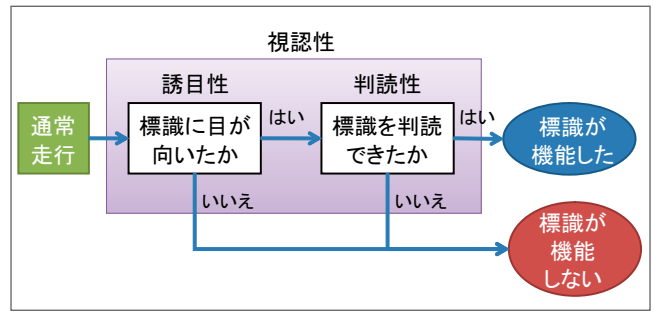 視認性
誘目性
判読性
通常
走行
標識に目が
向いたか
はい
標識を判読
できたか
はい
標識が
機能した
いいえ
いいえ
標識が
機能
しない